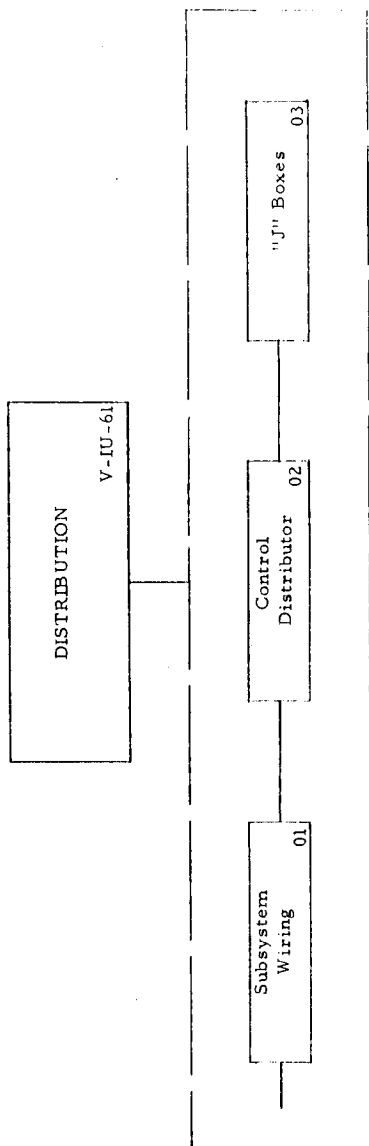 DISTRIBUTION
V-IU-61
Subsystem
Wiring
01
Control
Distributor
02
"J" Boxes
03